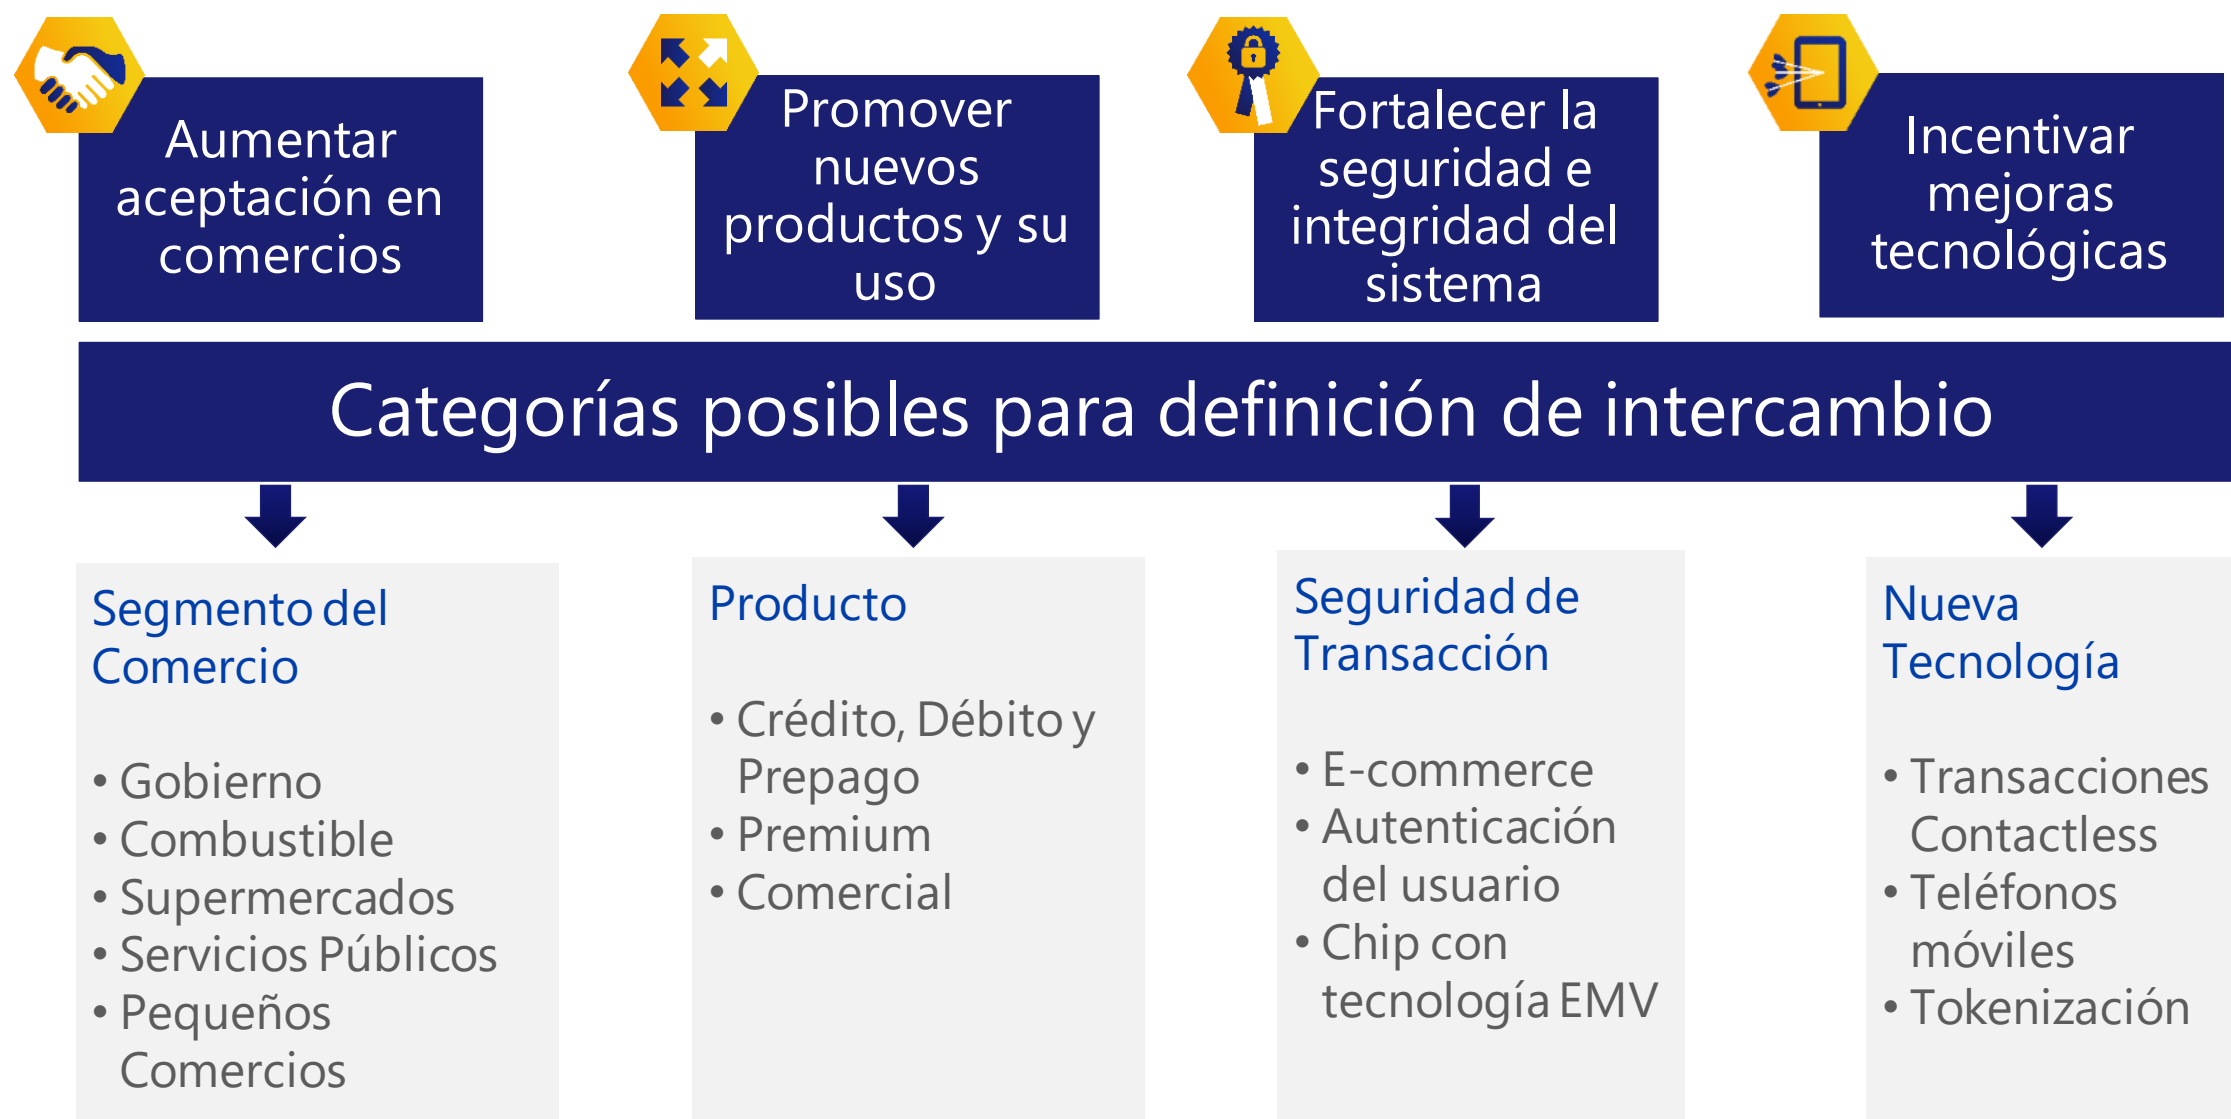 Aumentar
aceptación en
comercios
Promover
nuevos
productos y su
uso
Fortalecer la
seguridad e
integridad del
sistema
Incentivar
mejoras
tecnológicas
Categorías posibles para definición de intercambio
Segmento del
Comercio
• Gobierno
• Combustible
• Supermercados
• Servicios Públicos
• Pequeños
Comercios
Producto
• Crédito, Débito y
Prepago
• Premium
• Comercial
Seguridad de
Transacción
• E-commerce
• Autenticación
del usuario
• Chip con
tecnología EMV
Nueva
Tecnología
• Transacciones
Contactless
• Teléfonos
móviles
• Tokenización